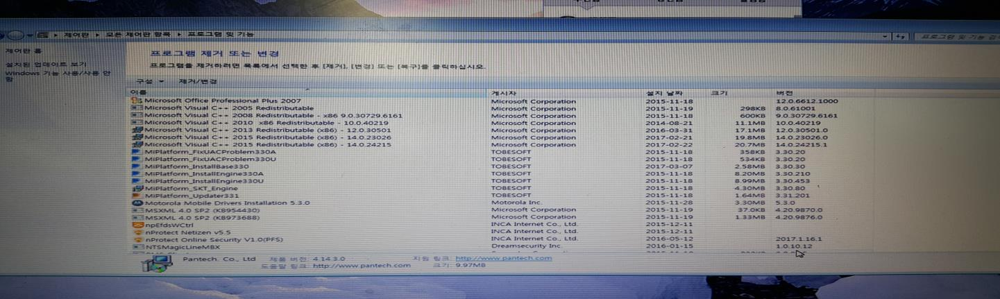 제어판 ▸ 모든 제어판 항목 ▸ 프로그램 및 기능
프로그램 및 기능
제어판 홈
설치된 업데이트 보기
Windows 기능 사용/사용 안 함
프로그램 제거 또는 변경
프로그램을 제거하려면 목록에서 선택한 후 [제거], [변경] 또는 [복구]를 클릭하십시오.
구성 제거/변경
이름 게시자 설치 날짜 크기 버전
Microsoft Office Professional Plus 2007 Microsoft Corporation 2015-11-18 12.0.6612.1000
Microsoft Visual C++ 2005 Redistributable Microsoft Corporation 2015-11-19 298KB 8.0.61001
Microsoft Visual C++ 2008 Redistributable - x86 9.0.30729.6161 Microsoft Corporation 2015-11-18 600KB 9.0.30729.6161
Microsoft Visual C++ 2010 x86 Redistributable - 10.0.40219 Microsoft Corporation 2014-08-21 11.1MB 10.0.40219
Microsoft Visual C++ 2013 Redistributable (x86) - 12.0.30501 Microsoft Corporation 2016-03-31 17.1MB 12.0.30501.0
Microsoft Visual C++ 2015 Redistributable (x86) - 14.0.23026 Microsoft Corporation 2017-02-21 19.8MB 14.0.23026.0
Microsoft Visual C++ 2015 Redistributable (x86) - 14.0.24215 Microsoft Corporation 2017-02-22 20.7MB 14.0.24215.1
MiPlatform_FixUACProblem330A TOBESOFT 2015-11-18 358KB 3.30.20
MiPlatform_FixUACProblem330U TOBESOFT 2015-11-18 534KB 3.30.20
MiPlatform_InstallBase330 TOBESOFT 2017-03-07 2.58MB 3.30.30
MiPlatform_InstallEngine330A TOBESOFT 2015-11-18 8.20MB 3.30.210
MiPlatform_InstallEngine330U TOBESOFT 2015-11-18 8.99MB 3.30.453
MiPlatform_SKT_Engine TOBESOFT 2015-11-18 4.30MB 3.30.80
MiPlatform_Updater331 TOBESOFT 2015-11-18 1.64MB 3.31.201
Motorola Mobile Drivers Installation 5.3.0 Motorola Inc. 2015-11-28 3.30MB 5.3.0
MSXML 4.0 SP2 (KB954430) Microsoft Corporation 2015-11-19 37.0KB 4.20.9870.0
MSXML 4.0 SP2 (KB973688) Microsoft Corporation 2015-11-19 1.33MB 4.20.9876.0
npEfdsWCtrl INCA Internet Co., Ltd. 2015-12-11
nProtect Netizen v5.5 INCA Internet Co., Ltd. 2015-12-11
nProtect Online Security V1.0(PFS) INCA Internet Co., Ltd. 2016-05-12 2017.1.16.1
NTSMagicLineMBX Dreamsecurity Inc. 2016-01-15 1.0.10.12
Pantech. Co., Ltd 제품 버전: 4.14.3.0 지원 링크: http://www.pantech.com
도움말 링크: http://www.pantech.com 크기: 9.97MB